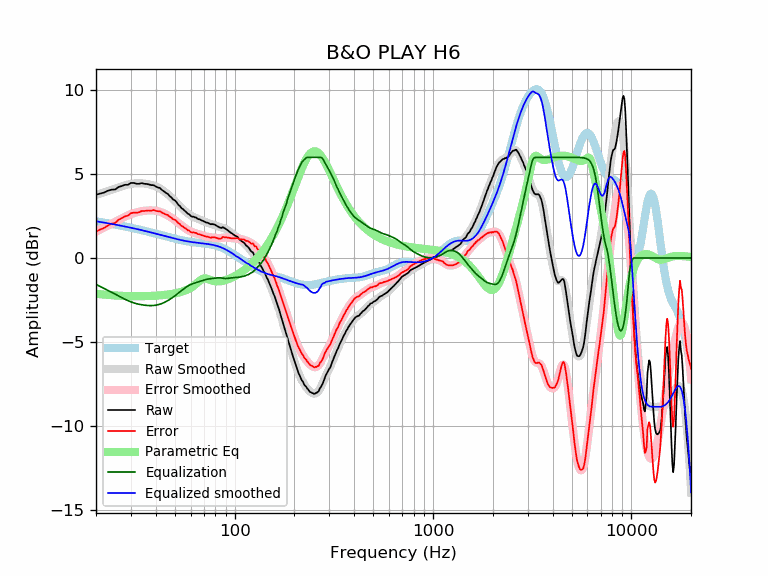 B&O PLAY H6
10
5
0
−5
−10
−15
Amplitude (dBr)
Target
Raw Smoothed
Error Smoothed
Raw
Error
Parametric Eq
Equalization
Equalized smoothed
100
1000
10000
Frequency (Hz)